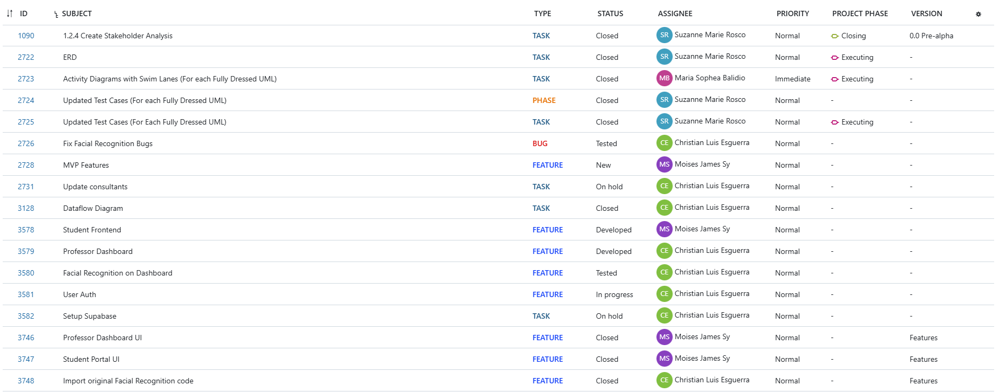 ID SUBJECT TYPE STATUS ASSIGNEE PRIORITY PROJECT PHASE VERSION
1090 1.2.4 Create Stakeholder Analysis TASK Closed SR Suzanne Marie Rosco Normal Closing 0.0 Pre-alpha
2722 ERD TASK Closed SR Suzanne Marie Rosco Normal Executing -
2723 Activity Diagrams with Swim Lanes (For each Fully Dressed UML) TASK Closed MB Maria Sophea Balidio Immediate Executing -
2724 Updated Test Cases (For each Fully Dressed UML) PHASE Closed SR Suzanne Marie Rosco Normal - -
2725 Updated Test Cases (For Each Fully Dressed UML) TASK Closed SR Suzanne Marie Rosco Normal Executing -
2726 Fix Facial Recognition Bugs BUG Tested CE Christian Luis Esguerra Normal - -
2728 MVP Features FEATURE New MS Moises James Sy Normal - -
2731 Update consultants TASK On hold CE Christian Luis Esguerra Normal - -
3128 Dataflow Diagram TASK Closed CE Christian Luis Esguerra Normal - -
3578 Student Frontend FEATURE Developed MS Moises James Sy Normal - -
3579 Professor Dashboard FEATURE Developed CE Christian Luis Esguerra Normal - -
3580 Facial Recognition on Dashboard FEATURE Tested CE Christian Luis Esguerra Normal - -
3581 User Auth FEATURE In progress CE Christian Luis Esguerra Normal - -
3582 Setup Supabase TASK On hold CE Christian Luis Esguerra Normal - -
3746 Professor Dashboard UI FEATURE Closed MS Moises James Sy Normal - Features
3747 Student Portal UI FEATURE Closed MS Moises James Sy Normal - Features
3748 Import original Facial Recognition code FEATURE Closed CE Christian Luis Esguerra Normal - Features